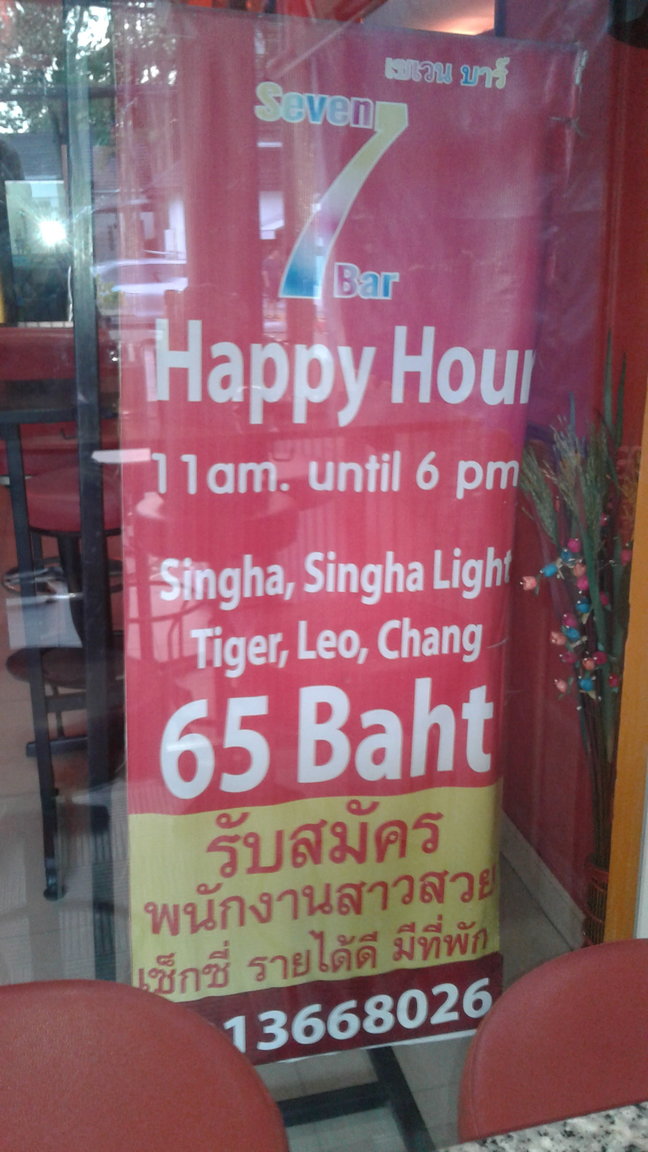 เซเวน บาร์
Seven
7
Bar
Happy Hour
11am. until 6 pm
Singha, Singha Light
Tiger, Leo, Chang
65 Baht
รับสมัคร
พนักงานสาวสวย
เซ็กซี่ รายได้ดี มีที่พัก
13668026